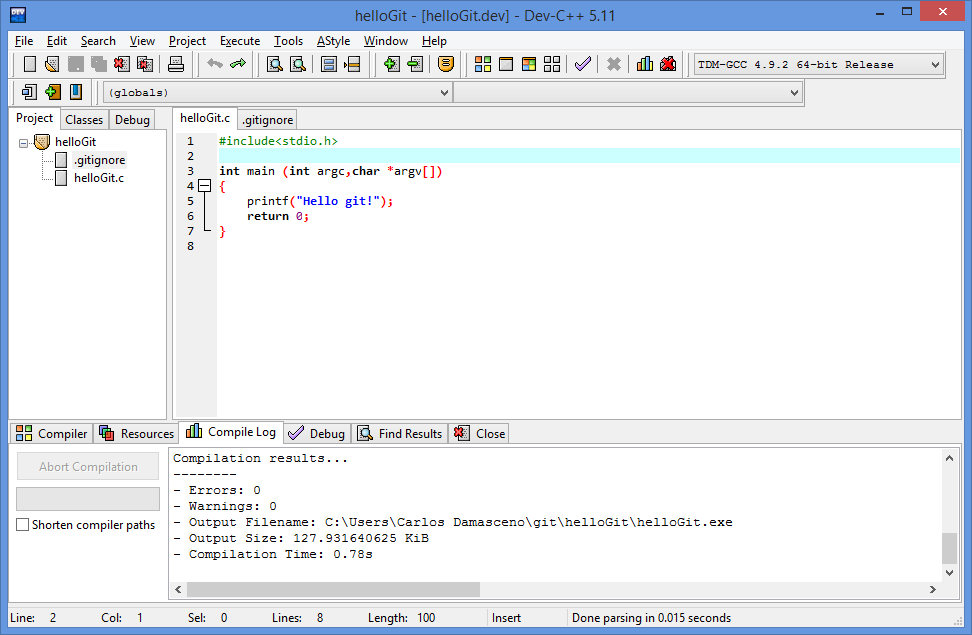 helloGit - [helloGit.dev] - Dev-C++ 5.11
File Edit Search View Project Execute Tools AStyle Window Help
TDM-GCC 4.9.2 64-bit Release
(globals)
Project Classes Debug
helloGit
.gitignore
helloGit.c
helloGit.c .gitignore
1 #include<stdio.h>
2
3 int main (int argc,char *argv[])
4 {
5 printf("Hello git!");
6 return 0;
7 }
8
Compiler Resources Compile Log Debug Find Results Close
Abort Compilation
Shorten compiler paths
Compilation results...
--------
- Errors: 0
- Warnings: 0
- Output Filename: C:\Users\Carlos Damasceno\git\helloGit\helloGit.exe
- Output Size: 127.931640625 KiB
- Compilation Time: 0.78s
Line: 2 Col: 1 Sel: 0 Lines: 8 Length: 100 Insert Done parsing in 0.015 seconds